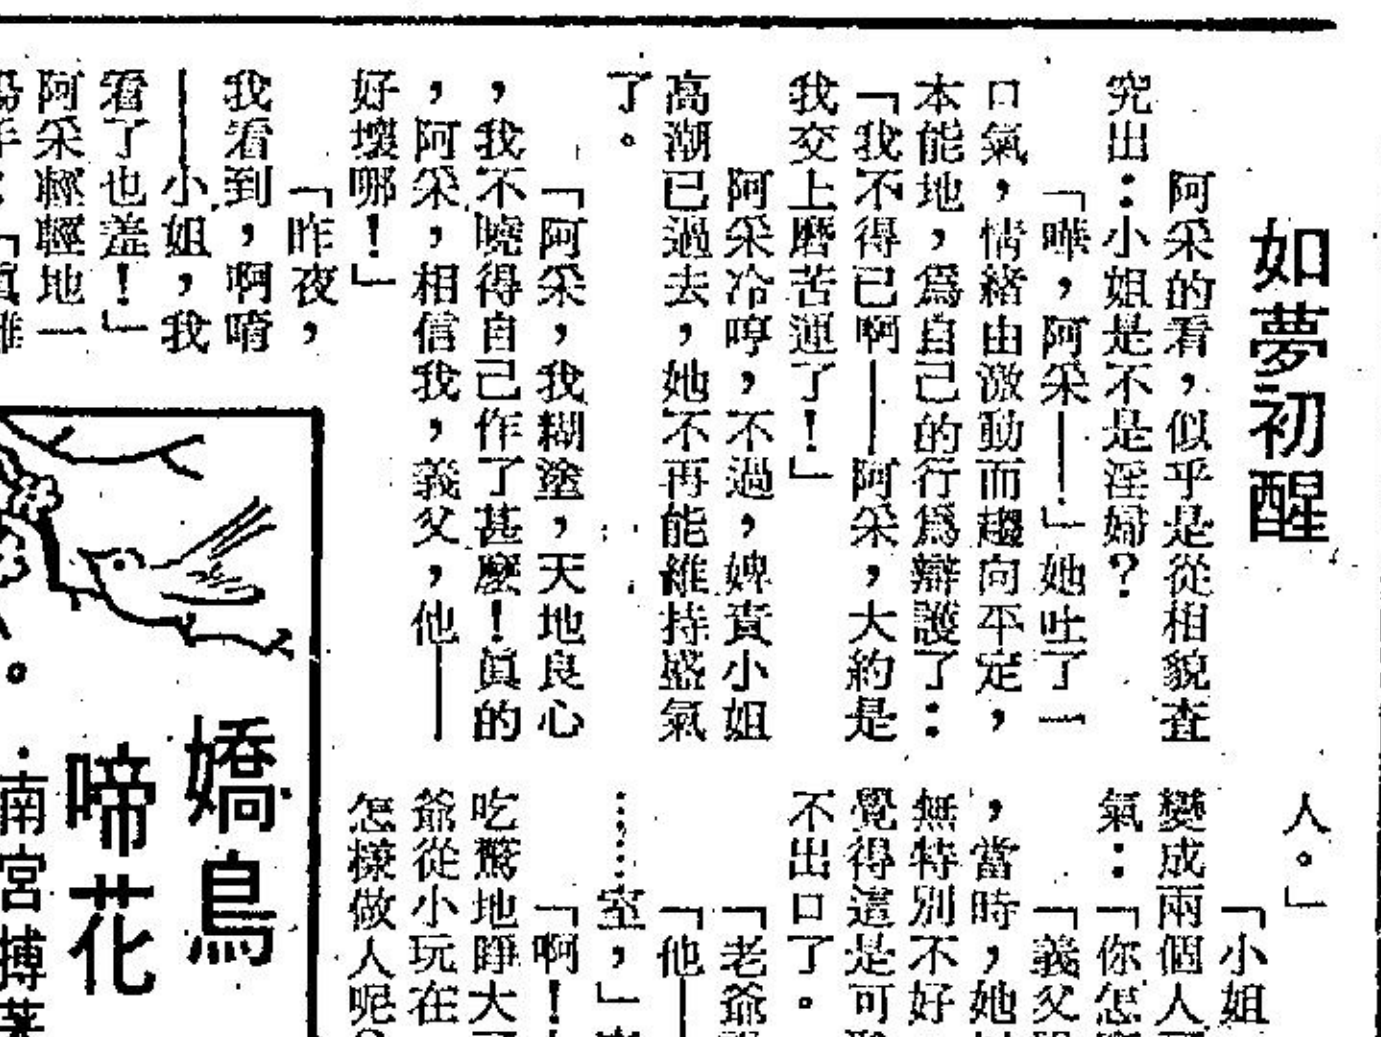 如夢初醒
阿采的看,似乎是從相貌查
究出:小姐是不是淫婦?
「嘩,阿采——」她吐了一
口氣,情緒由激動而趨向平定,
本能地,爲自己的行爲辯護了:
「我不得已啊——阿采,大約是
我交上磨苦運了!」
阿采冷哼,不過,婢責小姐
高潮已過去,她不再能維持盛氣
了。
「阿采,我糊塗,天地良心
,我不曉得自己作了甚麼!眞的
,阿采,相信我,義父,他——
好壞哪!」
「昨夜,
我看到,啊唷
——小姐,我
看了也羞!」
阿采輕輕地一
人。」
「小姐
變成兩個人
氣:「你怎
「義父
,當時,她
無特別不好
覺得這是可
不出口了。
「老爺
「他——
……室,」
「啊!
吃驚地睜大
爺從小玩在
怎樣做人呢
嬌鳥
啼花
·南宮搏著